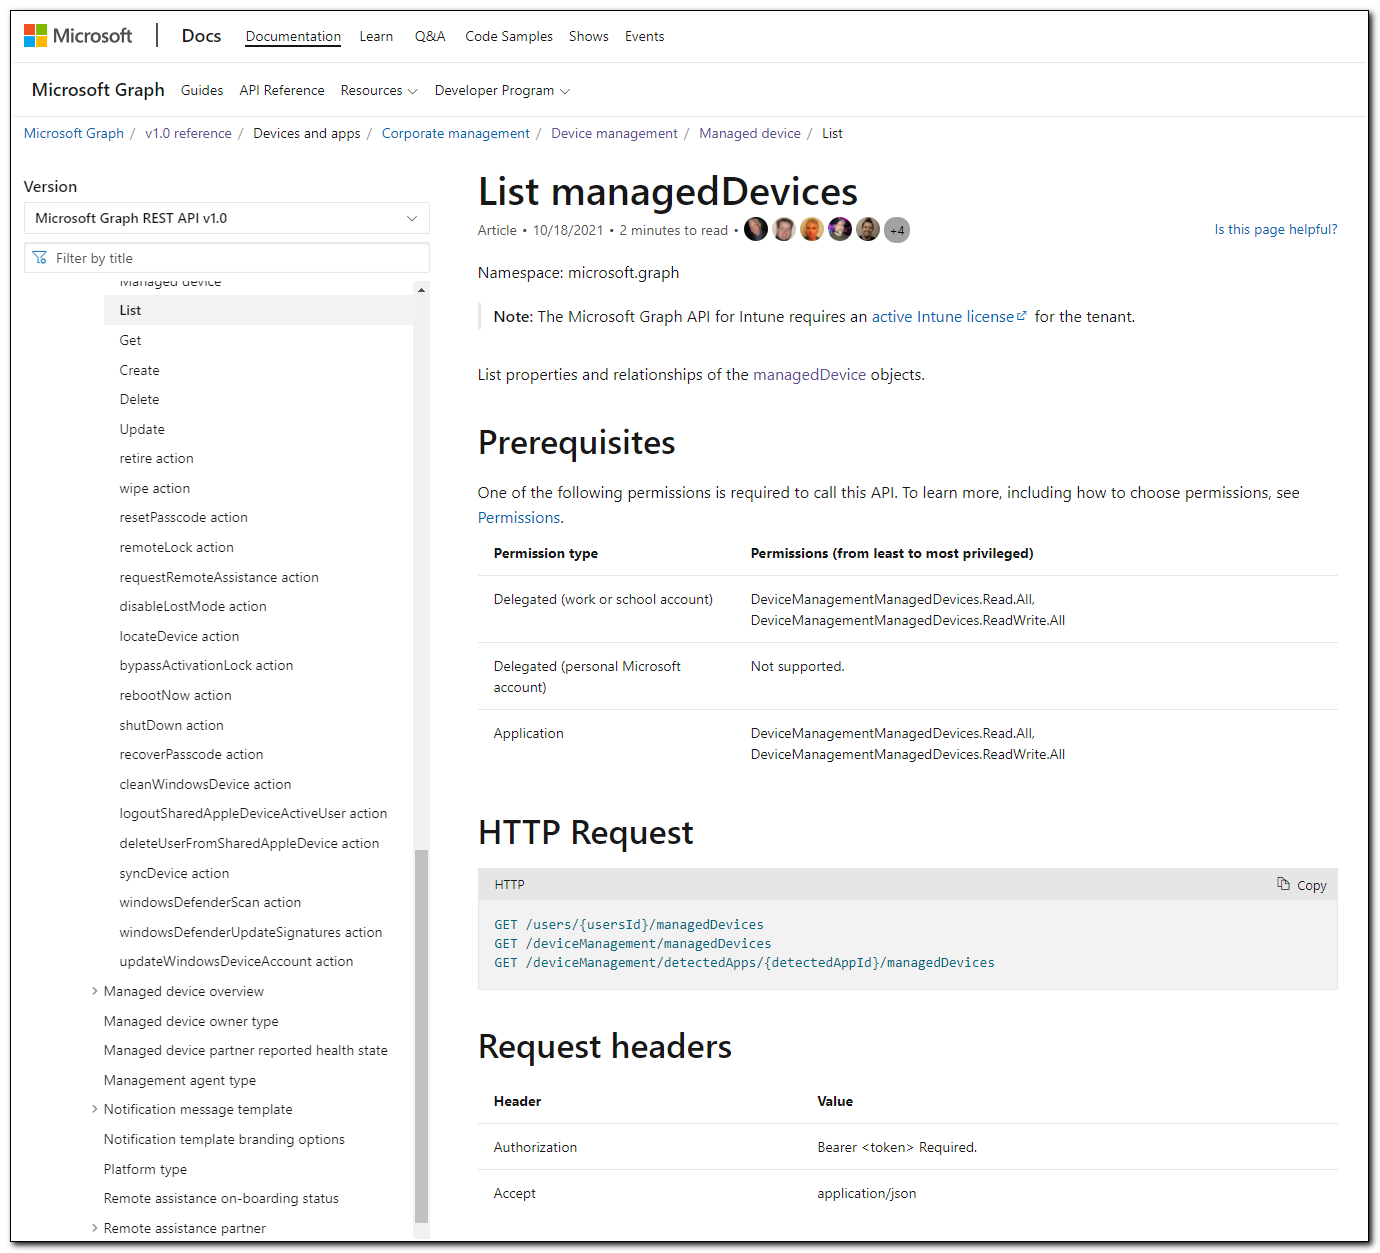 Microsoft
Docs
Documentation Learn Q&A Code Samples Shows Events
Microsoft Graph Guides API Reference Resources Developer Program
Microsoft Graph / v1.0 reference / Devices and apps / Corporate management / Device management / Managed device / List
Version
Microsoft Graph REST API v1.0
Filter by title
Managed device
List
Get
Create
Delete
Update
retire action
wipe action
resetPasscode action
remoteLock action
requestRemoteAssistance action
disableLostMode action
locateDevice action
bypassActivationLock action
rebootNow action
shutDown action
recoverPasscode action
cleanWindowsDevice action
logoutSharedAppleDeviceActiveUser action
deleteUserFromSharedAppleDevice action
syncDevice action
windowsDefenderScan action
windowsDefenderUpdateSignatures action
updateWindowsDeviceAccount action
Managed device overview
Managed device owner type
Managed device partner reported health state
Management agent type
Notification message template
Notification template branding options
Platform type
Remote assistance on-boarding status
Remote assistance partner
List managedDevices
Article • 10/18/2021 • 2 minutes to read • +4
Is this page helpful?
Namespace: microsoft.graph
Note: The Microsoft Graph API for Intune requires an active Intune license for the tenant.
List properties and relationships of the managedDevice objects.
Prerequisites
One of the following permissions is required to call this API. To learn more, including how to choose permissions, see
Permissions.
Permission type Permissions (from least to most privileged)
Delegated (work or school account) DeviceManagementManagedDevices.Read.All,
DeviceManagementManagedDevices.ReadWrite.All
Delegated (personal Microsoft Not supported.
account)
Application DeviceManagementManagedDevices.Read.All,
DeviceManagementManagedDevices.ReadWrite.All
HTTP Request
HTTP Copy
GET /users/{usersId}/managedDevices
GET /deviceManagement/managedDevices
GET /deviceManagement/detectedApps/{detectedAppId}/managedDevices
Request headers
Header Value
Authorization Bearer <token> Required.
Accept application/json